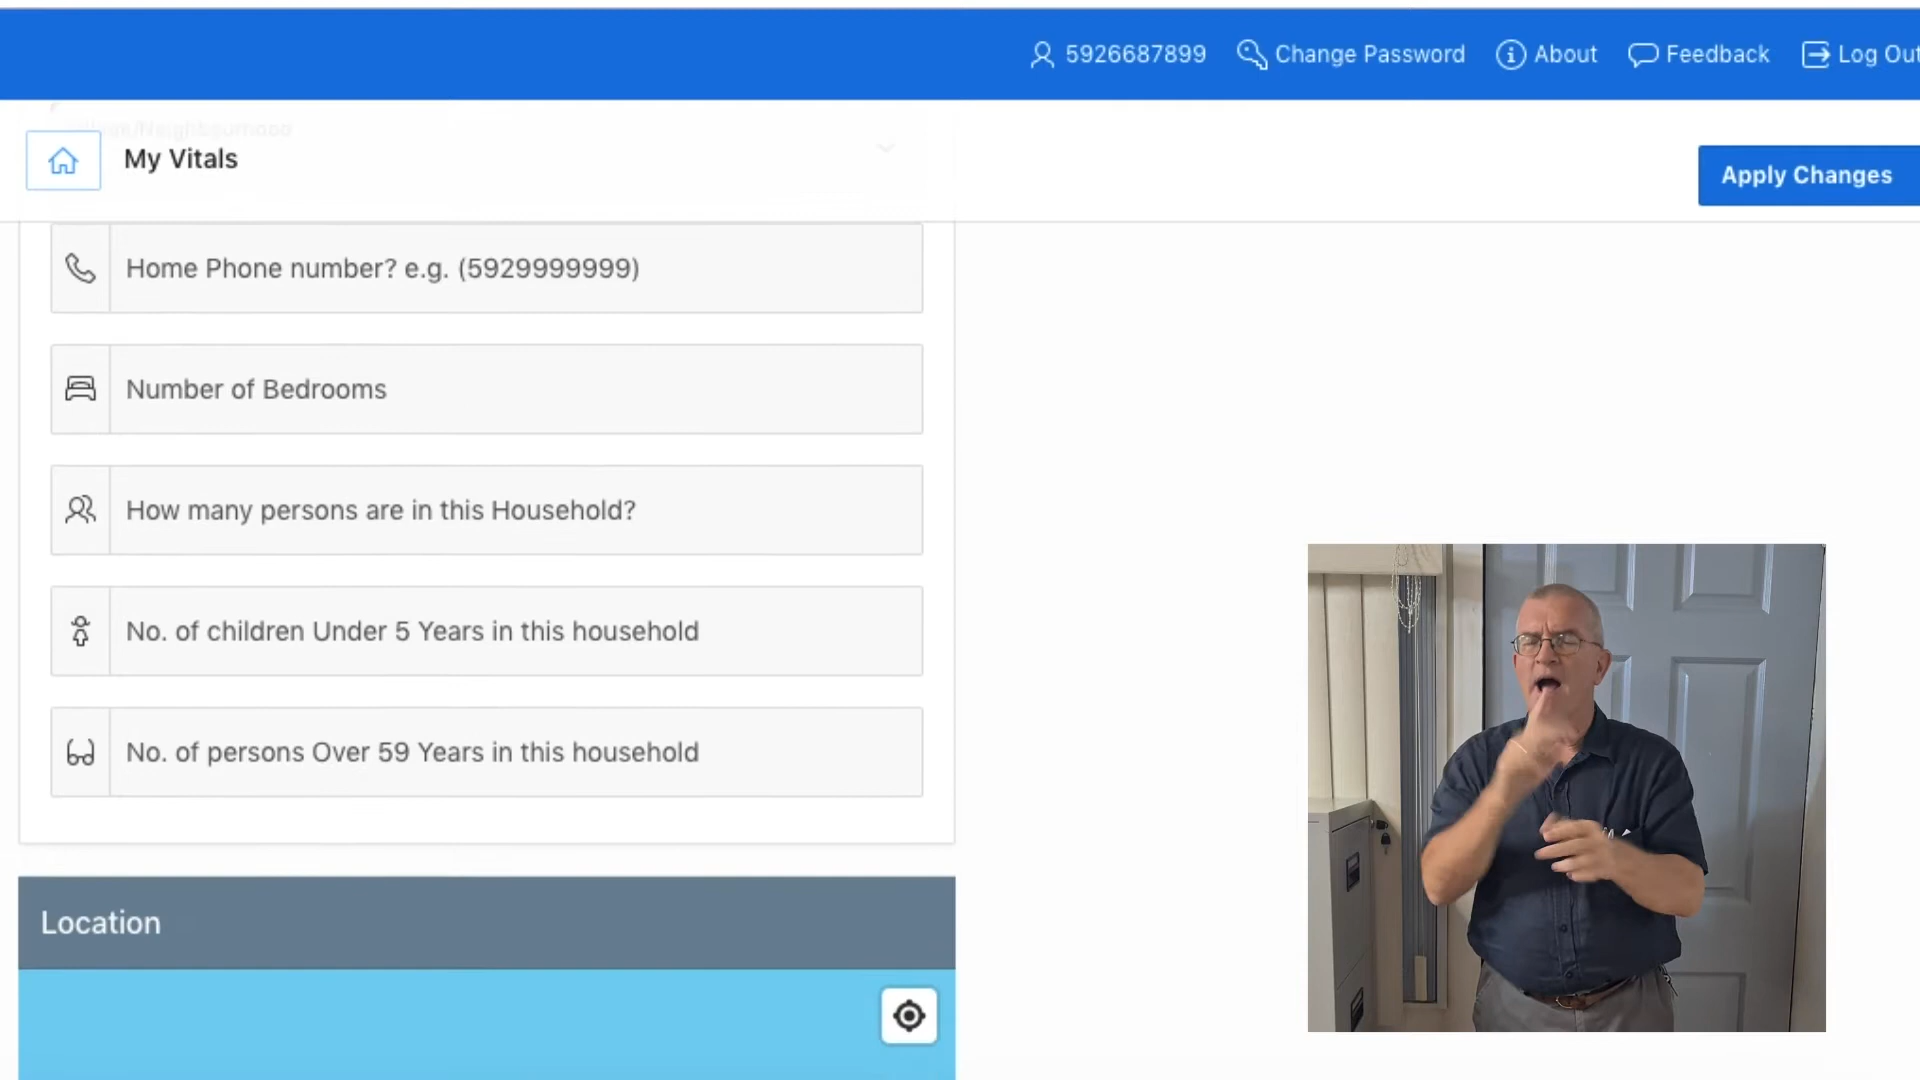 5926687899 Change Password About Feedback Log Out
My Vitals
Apply Changes
Home Phone number? e.g. (5929999999)
Number of Bedrooms
How many persons are in this Household?
No. of children Under 5 Years in this household
No. of persons Over 59 Years in this household
Location